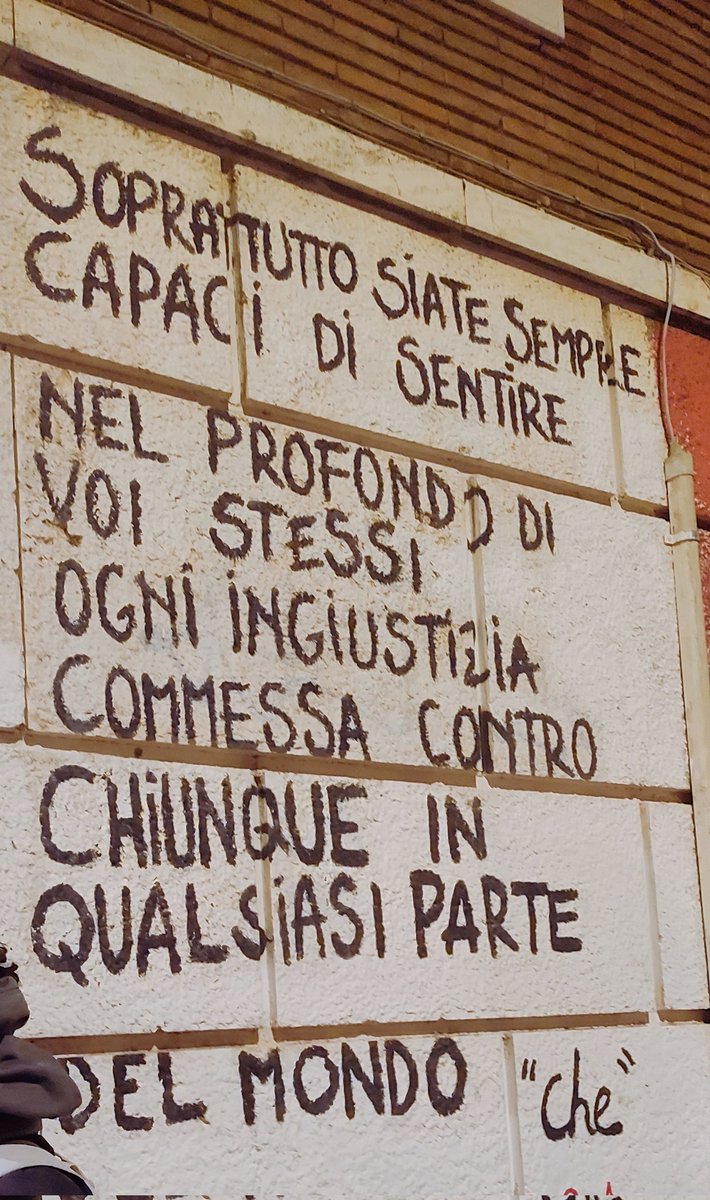 SOPRATTUTTO SiATE SEMPRE
CAPACi Di SENTiRE
NEL PROFONDO DI
VOI STESSI
OGNi iNGIUSTIZiA
COMMESSA CONTRO
CHiUNQUE IN
QUALSiASI PARTE
DEL MONDO "Che"